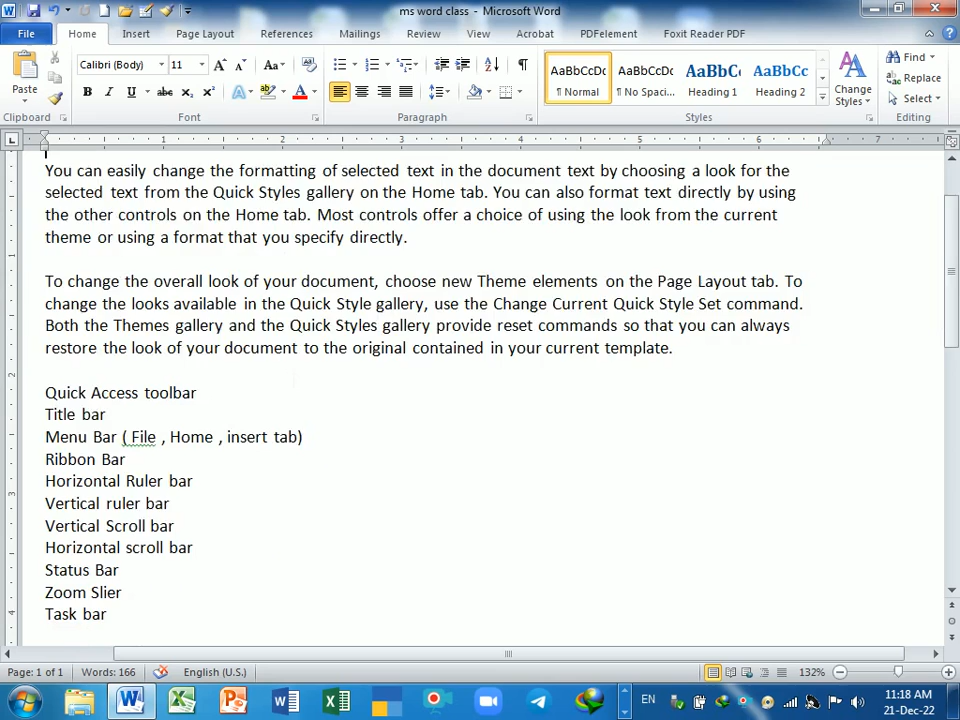 ms word class - Microsoft Word
File Home Insert Page Layout References Mailings Review View Acrobat PDFelement Foxit Reader PDF
Calibri (Body) 11
Paste
Clipboard Font Paragraph Styles Editing
AaBbCcDc AaBbCcDc AaBbCc AaBbCc
¶ Normal ¶ No Spaci... Heading 1 Heading 2
Change Styles
Find
Replace
Select
1 2 3 4 5 6 7
You can easily change the formatting of selected text in the document text by choosing a look for the
selected text from the Quick Styles gallery on the Home tab. You can also format text directly by using
the other controls on the Home tab. Most controls offer a choice of using the look from the current
theme or using a format that you specify directly.
To change the overall look of your document, choose new Theme elements on the Page Layout tab. To
change the looks available in the Quick Style gallery, use the Change Current Quick Style Set command.
Both the Themes gallery and the Quick Styles gallery provide reset commands so that you can always
restore the look of your document to the original contained in your current template.
Quick Access toolbar
Title bar
Menu Bar ( File , Home , insert tab)
Ribbon Bar
Horizontal Ruler bar
Vertical ruler bar
Vertical Scroll bar
Horizontal scroll bar
Status Bar
Zoom Slier
Task bar
Page: 1 of 1 Words: 166 English (U.S.) 132%
EN 11:18 AM
21-Dec-22